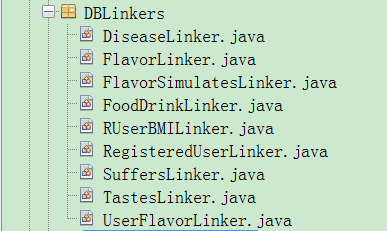 DBLinkers
DiseaseLinker.java
FlavorLinker.java
FlavorSimulatesLinker.java
FoodDrinkLinker.java
RUserBMILinker.java
RegisteredUserLinker.java
SuffersLinker.java
TastesLinker.java
UserFlavorLinker.java